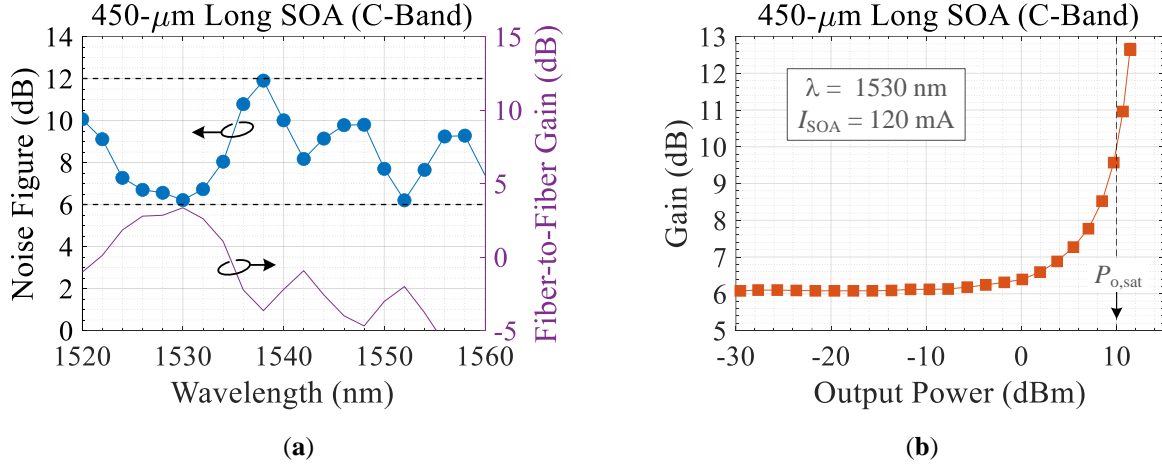 450-μm Long SOA (C-Band)
Noise Figure (dB)
14
12
10
8
6
4
2
0
15
10
5
0
-5
Fiber-to-Fiber Gain (dB)
1520
1530
1540
1550
1560
Wavelength (nm)
(a)
450-μm Long SOA (C-Band)
Gain (dB)
13
12
11
10
9
8
7
6
5
λ = 1530 nm
I_SOA = 120 mA
P_o,sat
-30
-20
-10
0
10
Output Power (dBm)
(b)